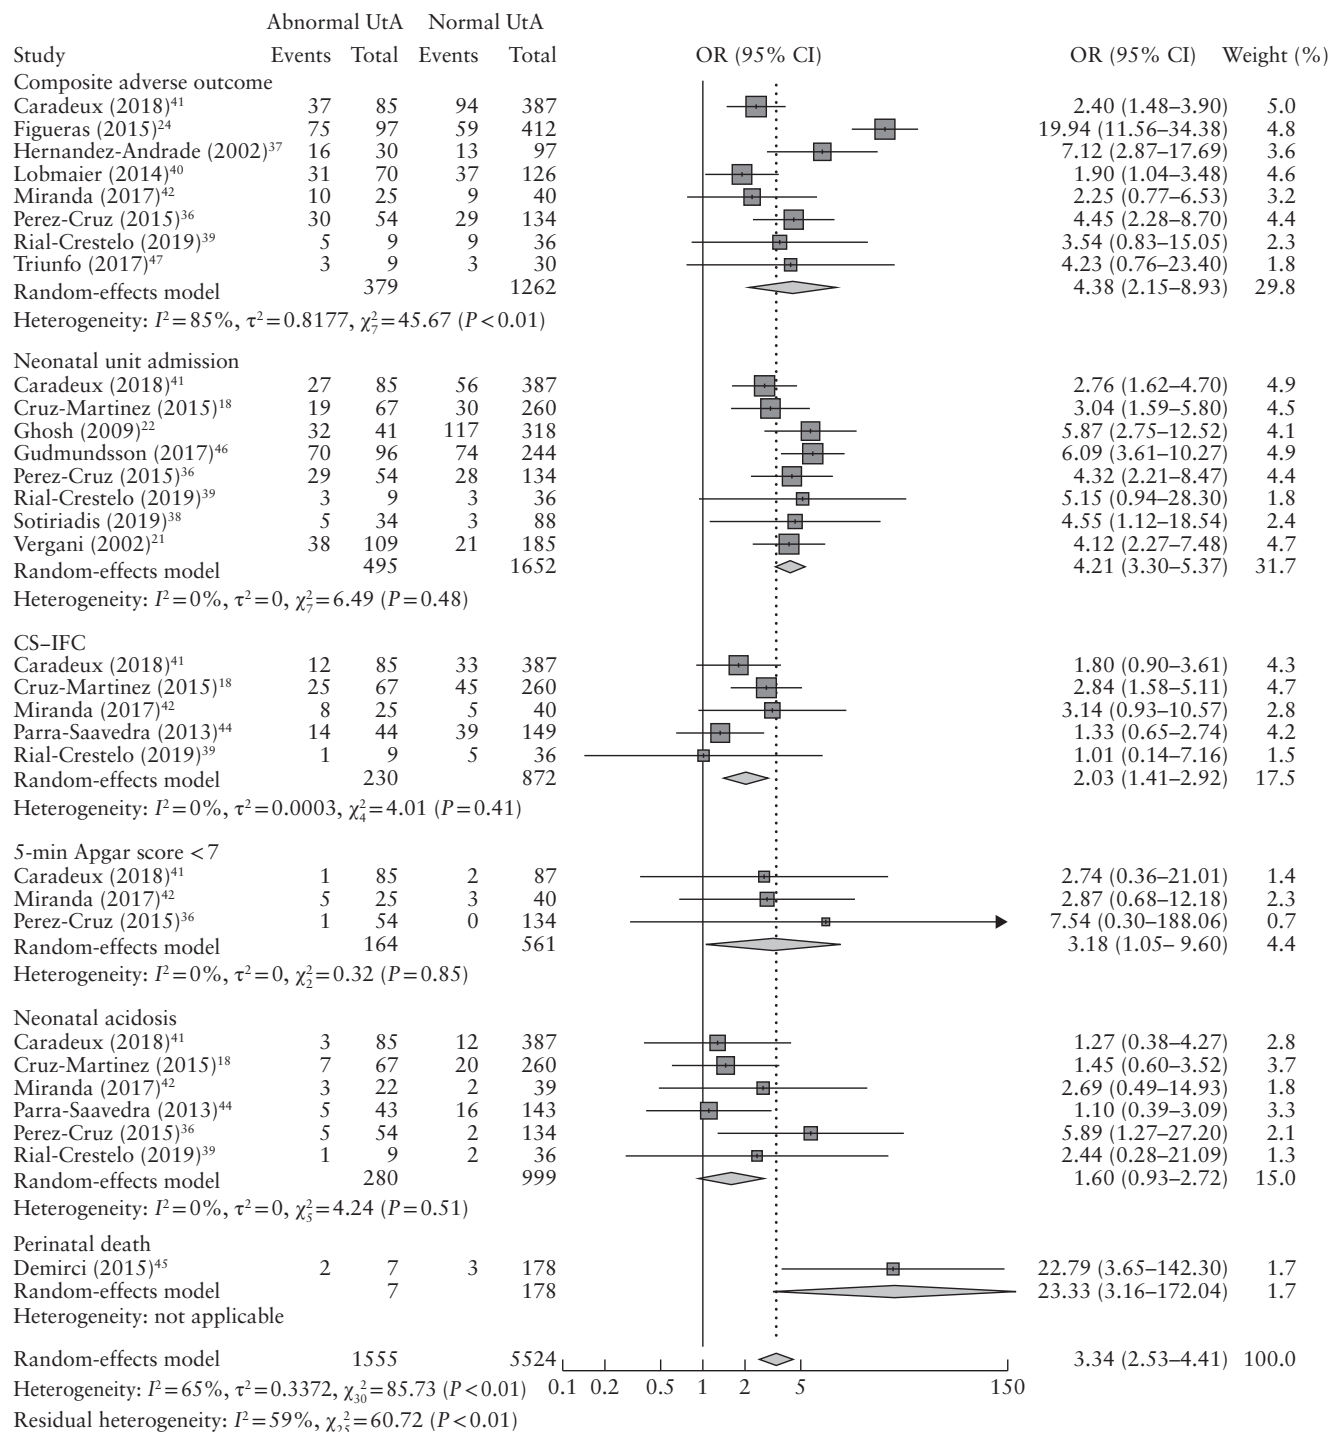 Abnormal UtA Normal UtA
Study Events Total Events Total OR (95% CI) OR (95% CI) Weight (%)
Composite adverse outcome
Caradeux (2018)⁴¹ 37 85 94 387 2.40 (1.48–3.90) 5.0
Figueras (2015)²⁴ 75 97 59 412 19.94 (11.56–34.38) 4.8
Hernandez-Andrade (2002)³⁷ 16 30 13 97 7.12 (2.87–17.69) 3.6
Lobmaier (2014)⁴⁰ 31 70 37 126 1.90 (1.04–3.48) 4.6
Miranda (2017)⁴² 10 25 9 40 2.25 (0.77–6.53) 3.2
Perez-Cruz (2015)³⁶ 30 54 29 134 4.45 (2.28–8.70) 4.4
Rial-Crestelo (2019)³⁹ 5 9 9 36 3.54 (0.83–15.05) 2.3
Triunfo (2017)⁴⁷ 3 9 3 30 4.23 (0.76–23.40) 1.8
Random-effects model 379 1262 4.38 (2.15–8.93) 29.8
Heterogeneity: I²=85%, τ²=0.8177, χ²₇=45.67 (P<0.01)
Neonatal unit admission
Caradeux (2018)⁴¹ 27 85 56 387 2.76 (1.62–4.70) 4.9
Cruz-Martinez (2015)¹⁸ 19 67 30 260 3.04 (1.59–5.80) 4.5
Ghosh (2009)²² 32 41 117 318 5.87 (2.75–12.52) 4.1
Gudmundsson (2017)⁴⁶ 70 96 74 244 6.09 (3.61–10.27) 4.9
Perez-Cruz (2015)³⁶ 29 54 28 134 4.32 (2.21–8.47) 4.4
Rial-Crestelo (2019)³⁹ 3 9 3 36 5.15 (0.94–28.30) 1.8
Sotiriadis (2019)³⁸ 5 34 3 88 4.55 (1.12–18.54) 2.4
Vergani (2002)²¹ 38 109 21 185 4.12 (2.27–7.48) 4.7
Random-effects model 495 1632 4.21 (3.30–5.37) 31.7
Heterogeneity: I²=0%, τ²=0, χ²₇=6.49 (P=0.48)
CS–IFC
Caradeux (2018)⁴¹ 12 85 33 387 1.80 (0.90–3.61) 4.3
Cruz-Martinez (2015)¹⁸ 25 67 45 260 2.84 (1.58–5.11) 4.7
Miranda (2017)⁴² 8 25 5 40 3.14 (0.93–10.57) 2.8
Parra-Saavedra (2013)⁴⁴ 14 44 39 149 1.33 (0.65–2.74) 4.2
Rial-Crestelo (2019)³⁹ 1 9 5 36 1.01 (0.14–7.16) 1.5
Random-effects model 230 872 2.03 (1.41–2.92) 17.5
Heterogeneity: I²=0%, τ²=0.0003, χ²₄=4.01 (P=0.41)
5-min Apgar score <7
Caradeux (2018)⁴¹ 1 85 2 87 2.74 (0.36–21.01) 1.4
Miranda (2017)⁴² 5 25 3 40 2.87 (0.68–12.18) 2.3
Perez-Cruz (2015)³⁶ 1 54 0 134 7.54 (0.30–188.06) 0.7
Random-effects model 164 561 3.18 (1.05– 9.60) 4.4
Heterogeneity: I²=0%, τ²=0, χ²₂=0.32 (P=0.85)
Neonatal acidosis
Caradeux (2018)⁴¹ 3 85 12 387 1.27 (0.38–4.27) 2.8
Cruz-Martinez (2015)¹⁸ 7 67 20 260 1.45 (0.60–3.52) 3.7
Miranda (2017)⁴² 3 22 2 39 2.69 (0.49–14.93) 1.8
Parra-Saavedra (2013)⁴⁴ 5 43 16 143 1.10 (0.39–3.09) 3.3
Perez-Cruz (2015)³⁶ 5 54 2 134 5.89 (1.27–27.20) 2.1
Rial-Crestelo (2019)³⁹ 1 9 2 36 2.44 (0.28–21.09) 1.3
Random-effects model 280 999 1.60 (0.93–2.72) 15.0
Heterogeneity: I²=0%, τ²=0, χ²₅=4.24 (P=0.51)
Perinatal death
Demirci (2015)⁴⁵ 2 7 3 178 22.79 (3.65–142.30) 1.7
Random-effects model 7 178 23.33 (3.16–172.04) 1.7
Heterogeneity: not applicable
Random-effects model 1555 5524 3.34 (2.53–4.41) 100.0
Heterogeneity: I²=65%, τ²=0.3372, χ²₃₀=85.73 (P<0.01) 0.1 0.2 0.5 1 2 5 150
Residual heterogeneity: I²=59%, χ²₂₅=60.72 (P<0.01)